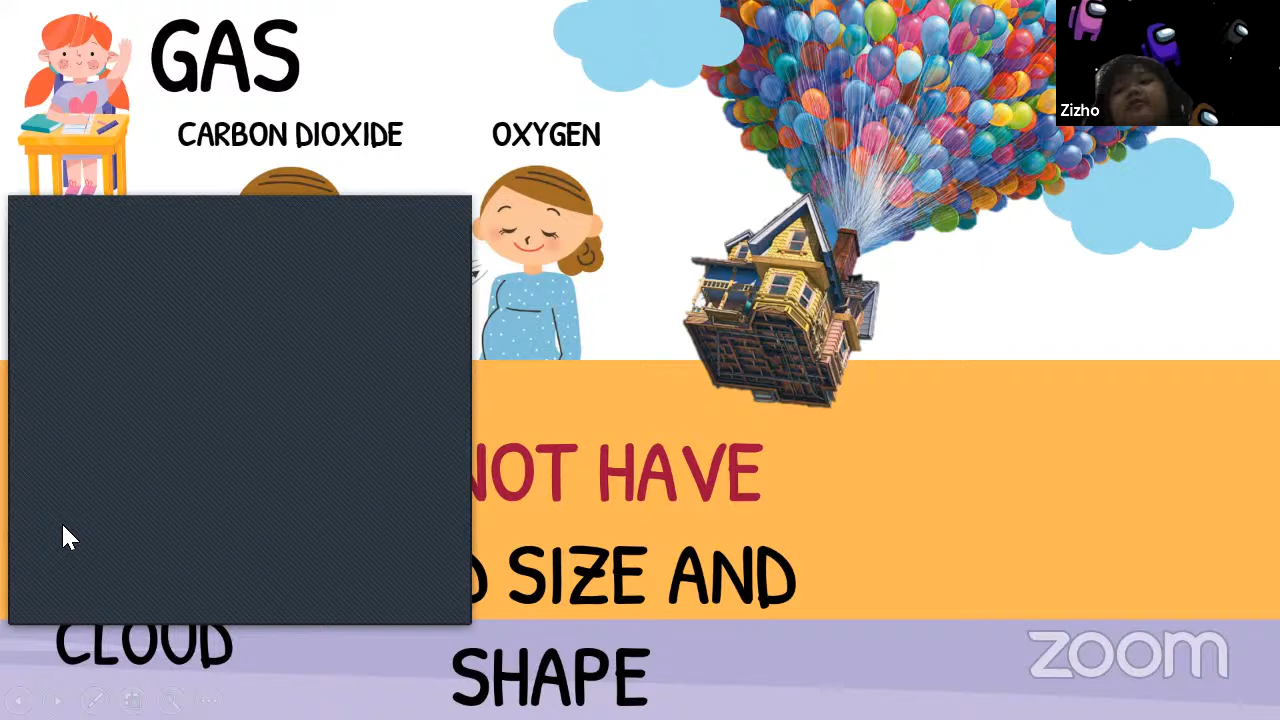 GAS
CARBON DIOXIDE
OXYGEN
Zizho
NOT HAVE
SIZE AND
CLOUD
SHAPE
zoom